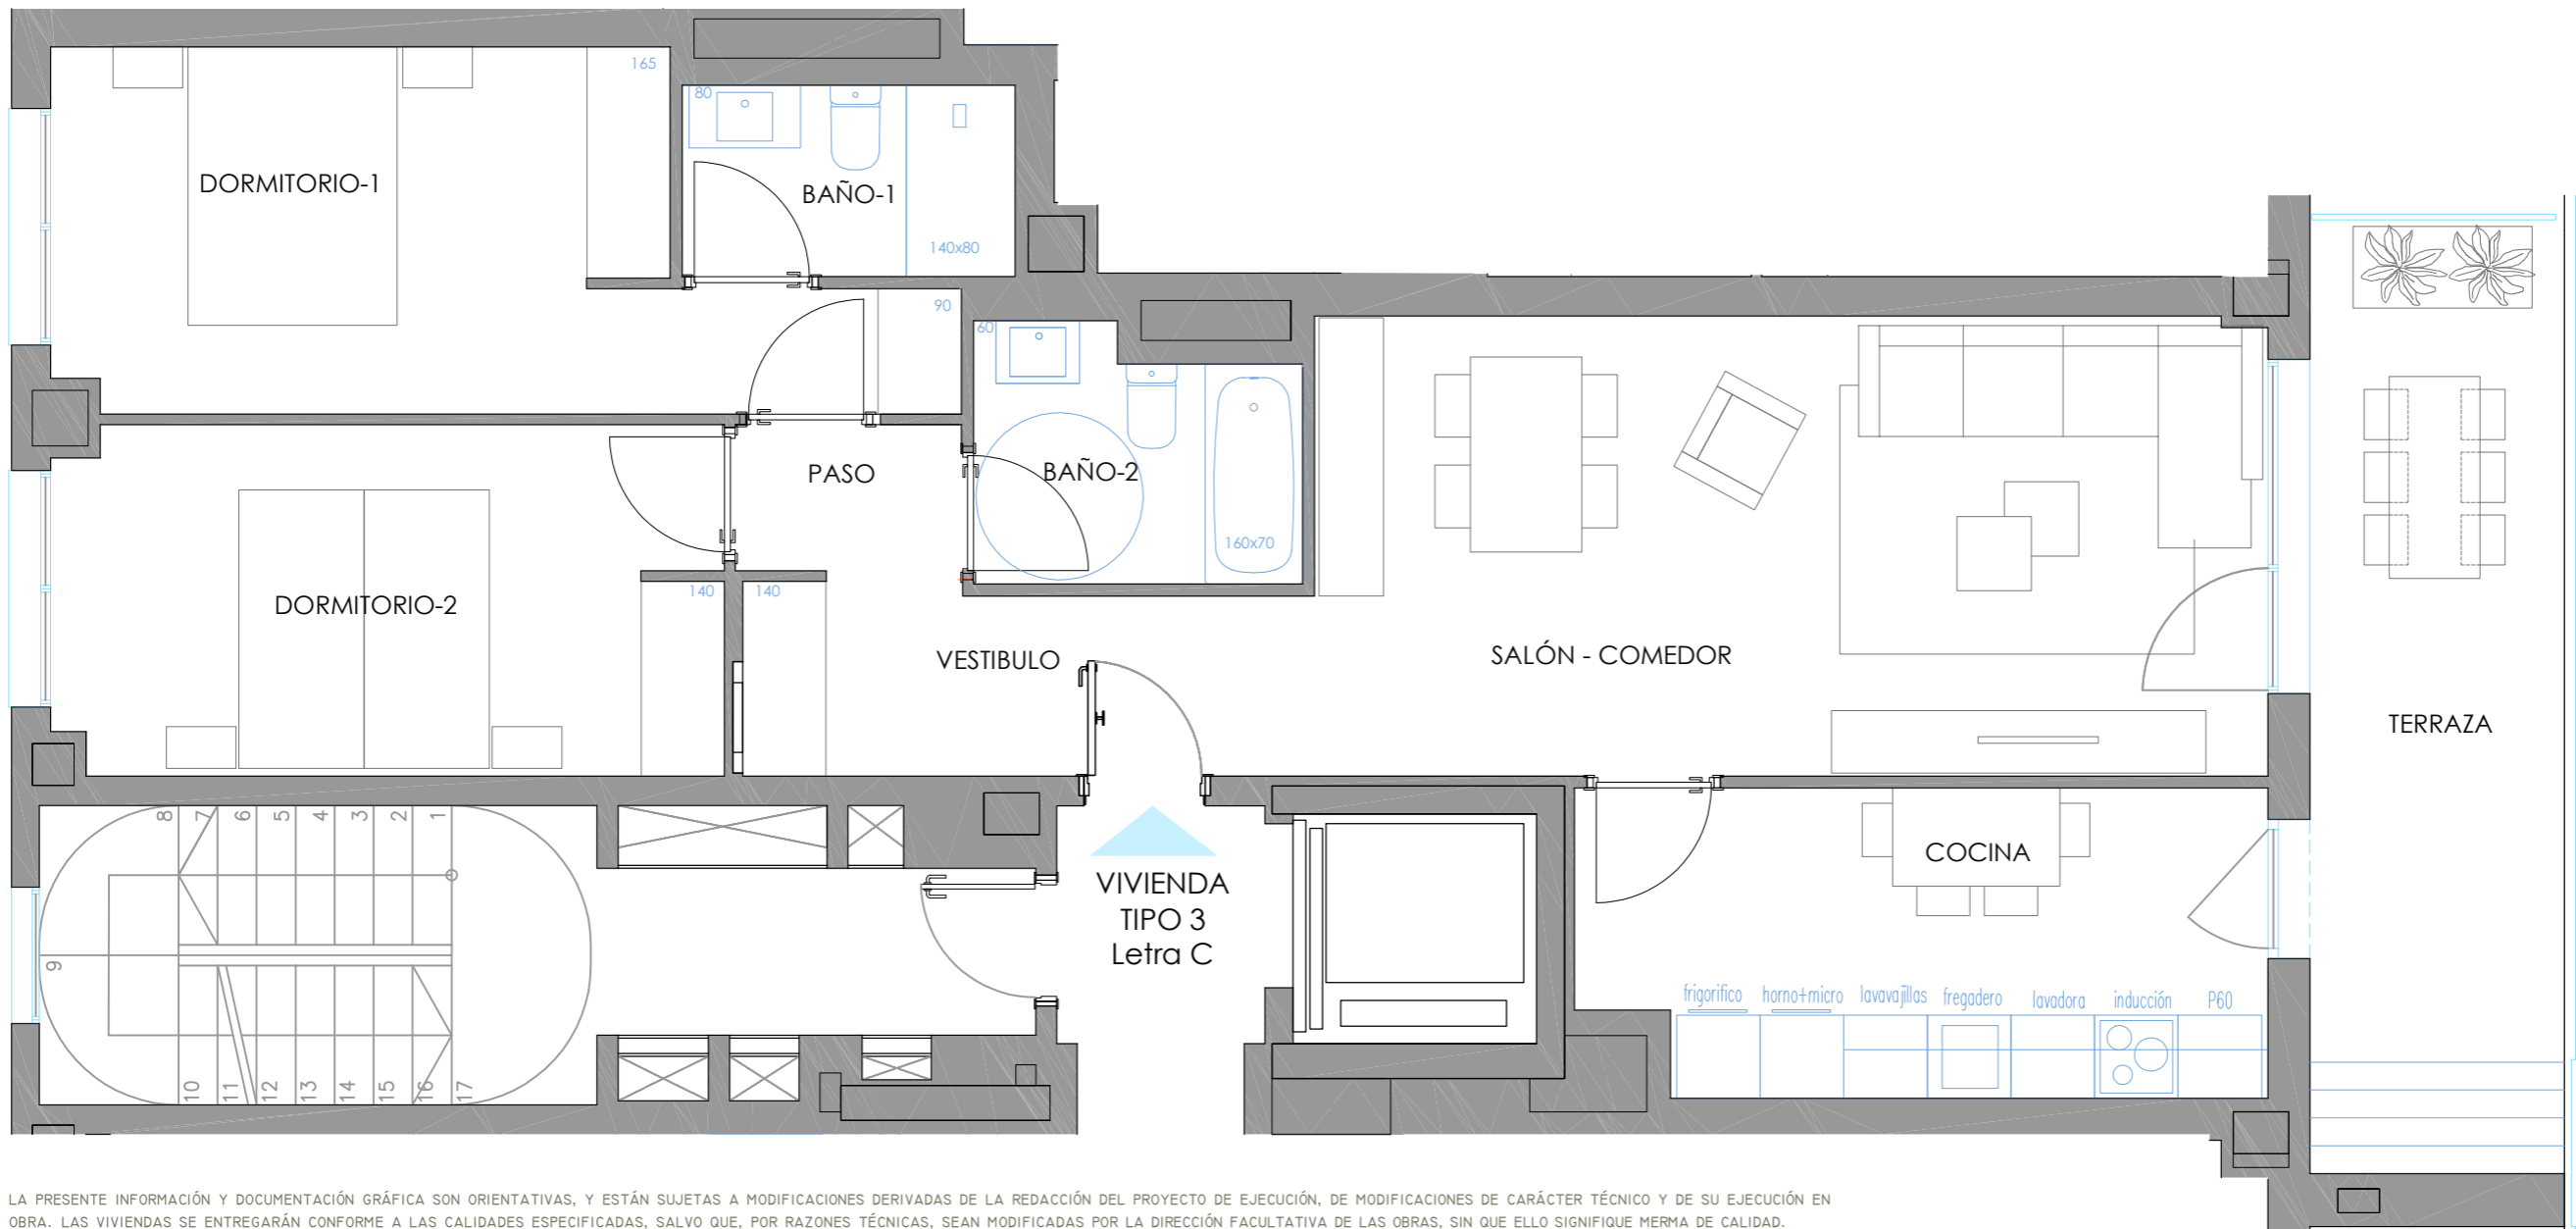 165
80
DORMITORIO-1
BAÑO-1
140x80
90
60
PASO
BAÑO-2
160x70
DORMITORIO-2
140
140
VESTIBULO
SALÓN - COMEDOR
TERRAZA
8
7
6
5
4
3
2
1
COCINA
VIVIENDA
TIPO 3
Letra C
9
frigorifico
horno+micro
lavavajillas
fregadero
lavadora
inducción
P60
10
11
12
13
14
15
16
17
LA PRESENTE INFORMACIÓN Y DOCUMENTACIÓN GRÁFICA SON ORIENTATIVAS, Y ESTÁN SUJETAS A MODIFICACIONES DERIVADAS DE LA REDACCIÓN DEL PROYECTO DE EJECUCIÓN, DE MODIFICACIONES DE CARÁCTER TÉCNICO Y DE SU EJECUCIÓN EN
OBRA. LAS VIVIENDAS SE ENTREGARÁN CONFORME A LAS CALIDADES ESPECIFICADAS, SALVO QUE, POR RAZONES TÉCNICAS, SEAN MODIFICADAS POR LA DIRECCIÓN FACULTATIVA DE LAS OBRAS, SIN QUE ELLO SIGNIFIQUE MERMA DE CALIDAD.